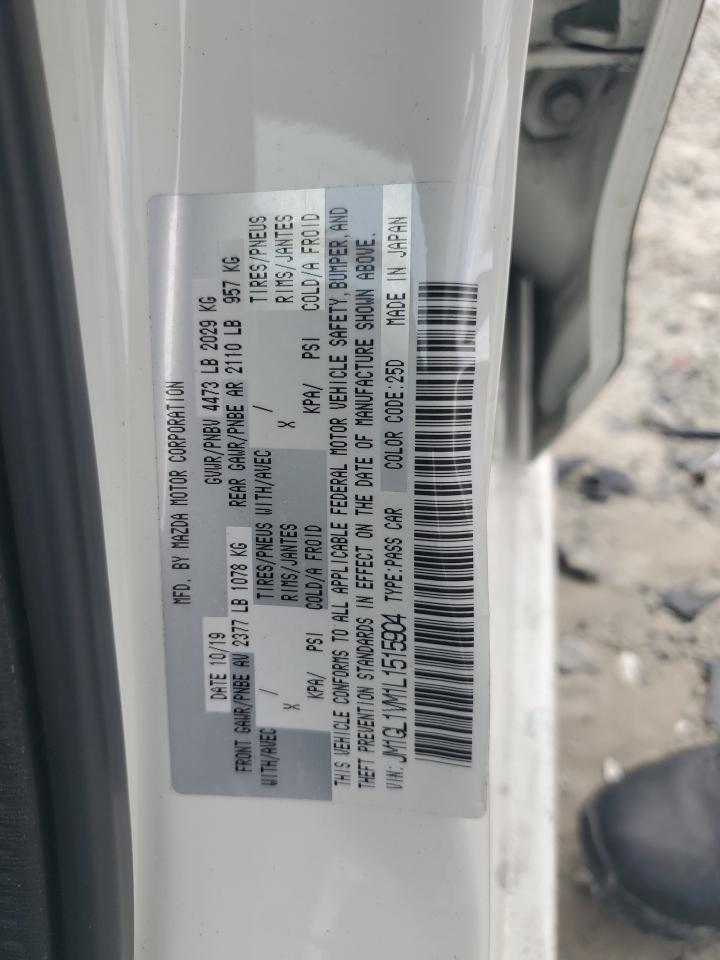 MFD. BY MAZDA MOTOR CORPORATION
DATE 10/19 GVWR/PNBV 4473 LB 2029 KG
FRONT GAWR/PNBE AV 2377 LB 1078 KG REAR GAWR/PNBE AR 2110 LB 957 KG
WITH/AVEC / TIRES/PNEUS WITH/AVEC / TIRES/PNEUS
X RIMS/JANTES X RIMS/JANTES
KPA/ PSI COLD/A FROID KPA/ PSI COLD/A FROID
THIS VEHICLE CONFORMS TO ALL APPLICABLE FEDERAL MOTOR VEHICLE SAFETY, BUMPER, AND
THEFT PREVENTION STANDARDS IN EFFECT ON THE DATE OF MANUFACTURE SHOWN ABOVE.
VIN: JM1GL1VM1L1515904 TYPE: PASS CAR COLOR CODE: 25D MADE IN JAPAN